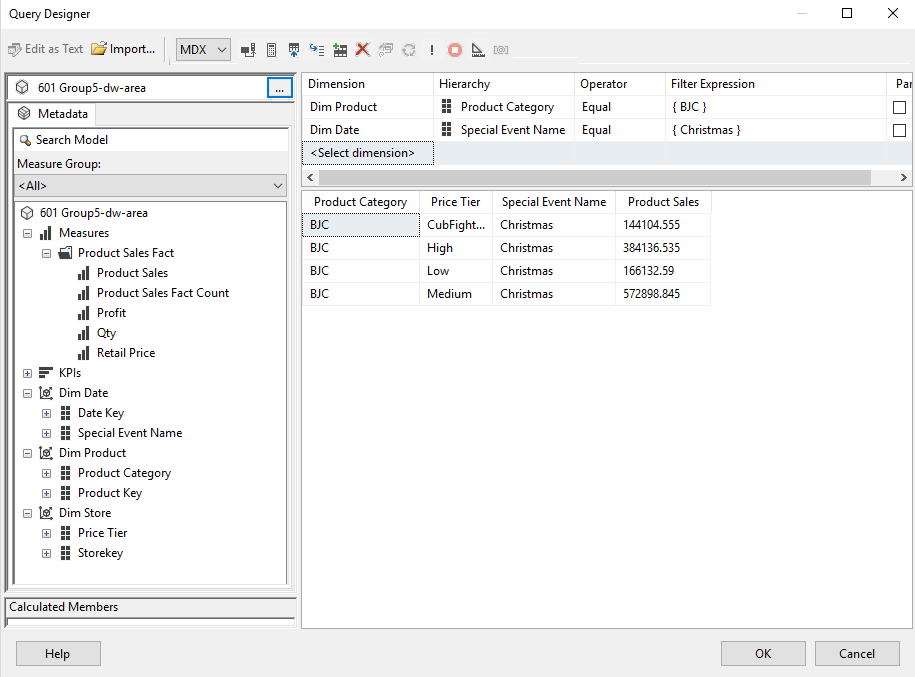 Query Designer
Edit as Text Import... MDX
601 Group5-dw-area ...
Metadata
Search Model
Measure Group:
<All>
601 Group5-dw-area
Measures
Product Sales Fact
Product Sales
Product Sales Fact Count
Profit
Qty
Retail Price
KPIs
Dim Date
Date Key
Special Event Name
Dim Product
Product Category
Product Key
Dim Store
Price Tier
Storekey
Calculated Members
Dimension Hierarchy Operator Filter Expression Par
Dim Product Product Category Equal { BJC }
Dim Date Special Event Name Equal { Christmas }
<Select dimension>
Product Category Price Tier Special Event Name Product Sales
BJC CubFight... Christmas 144104.555
BJC High Christmas 384136.535
BJC Low Christmas 166132.59
BJC Medium Christmas 572898.845
Help OK Cancel